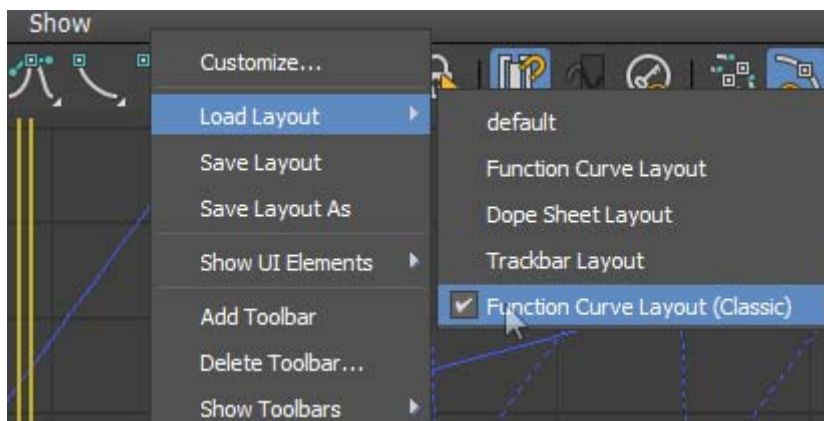 Show
Customize...
Load Layout
Save Layout
Save Layout As
Show UI Elements
Add Toolbar
Delete Toolbar...
Show Toolbars
default
Function Curve Layout
Dope Sheet Layout
Trackbar Layout
Function Curve Layout (Classic)